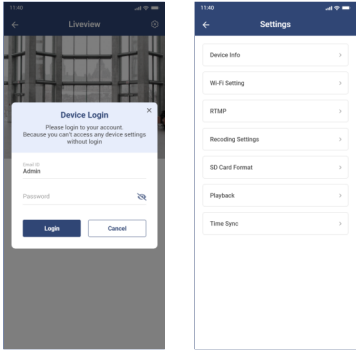 11:40
Liveview
Device Login
Please login to your account.
Because you can't access any device settings
without login
Email ID
Admin
Password
Login
Cancel
11:40
Settings
Device Info
Wi-Fi Setting
RTMP
Recoding Settings
SD Card Format
Playback
Time Sync